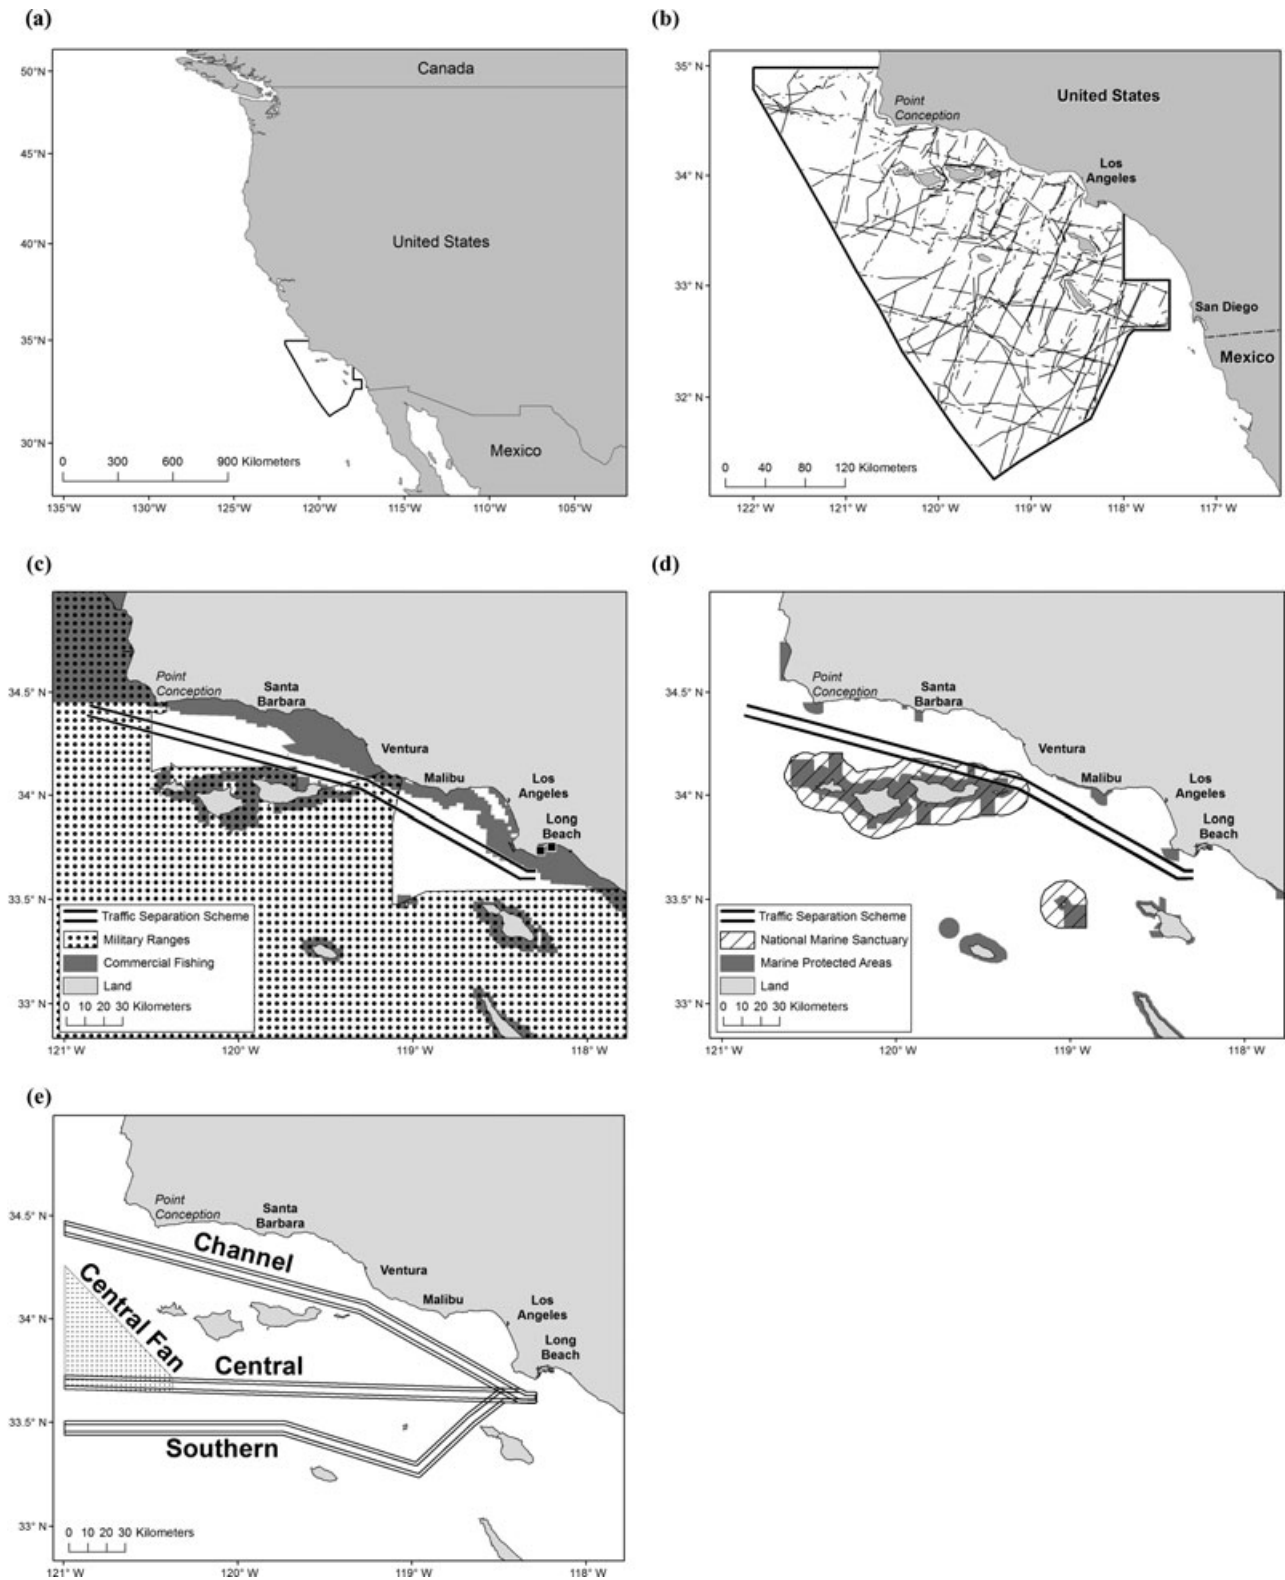 (a)
50°N
45°N
40°N
35°N
30°N
Canada
United States
Mexico
0 300 600 900 Kilometers
135°W 130°W 125°W 120°W 115°W 110°W 105°W
(b)
35° N
34° N
33° N
32° N
Point
Conception
United States
Los
Angeles
San Diego
Mexico
0 40 80 120 Kilometers
122° W 121° W 120° W 119° W 118° W 117° W
(c)
34.5° N
34° N
33.5° N
33° N
Point
Conception
Santa
Barbara
Ventura
Malibu
Los
Angeles
Long
Beach
Traffic Separation Scheme
Military Ranges
Commercial Fishing
Land
0 10 20 30 Kilometers
121° W 120° W 119° W 118° W
(d)
34.5° N
34° N
33.5° N
33° N
Point
Conception
Santa
Barbara
Ventura
Malibu
Los
Angeles
Long
Beach
Traffic Separation Scheme
National Marine Sanctuary
Marine Protected Areas
Land
0 10 20 30 Kilometers
121° W 120° W 119° W 118° W
(e)
34.5° N
34° N
33.5° N
33° N
Point
Conception
Santa
Barbara
Channel
Ventura
Malibu
Los
Angeles
Long
Beach
Central Fan
Central
Southern
0 10 20 30 Kilometers
121° W 120° W 119° W 118° W